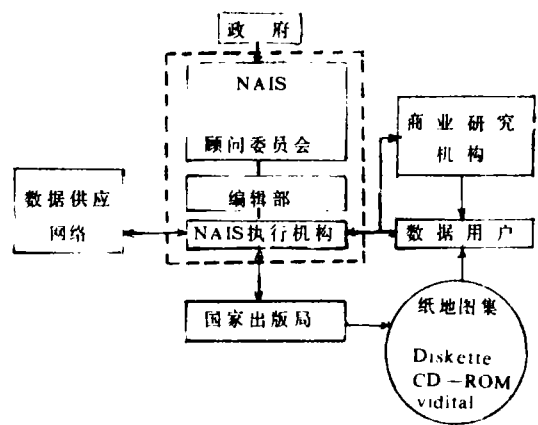 政 府
NAIS
顾问委员会
编辑部
NAIS执行机构
数据供应
网络
商业研究
机构
数据用户
国家出版局
纸地图集
Diskette
CD-ROM
vidital